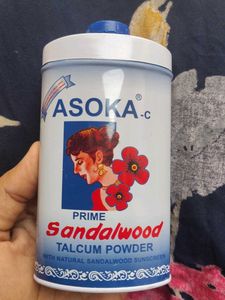 ASOKA®-C
PRIME
Sandalwood
TALCUM POWDER
WITH NATURAL SANDALWOOD SUNSCREEN